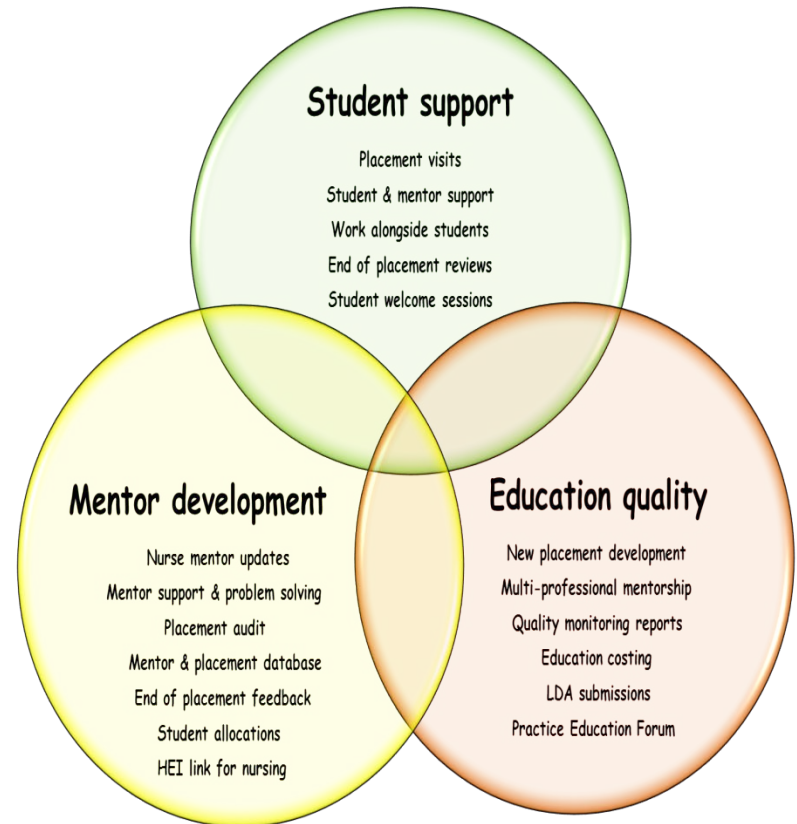 Student support
Placement visits
Student & mentor support
Work alongside students
End of placement reviews
Student welcome sessions
Mentor development
Nurse mentor updates
Mentor support & problem solving
Placement audit
Mentor & placement database
End of placement feedback
Student allocations
HEI link for nursing
Education quality
New placement development
Multi-professional mentorship
Quality monitoring reports
Education costing
LDA submissions
Practice Education Forum